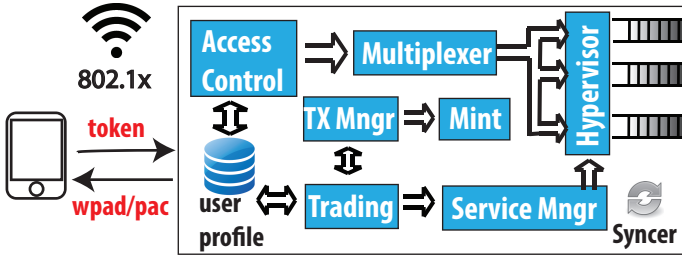 802.1x
token
wpad/pac
Access
Control
Multiplexer
Hypervisor
TX Mngr
Mint
user
profile
Trading
Service Mngr
Syncer